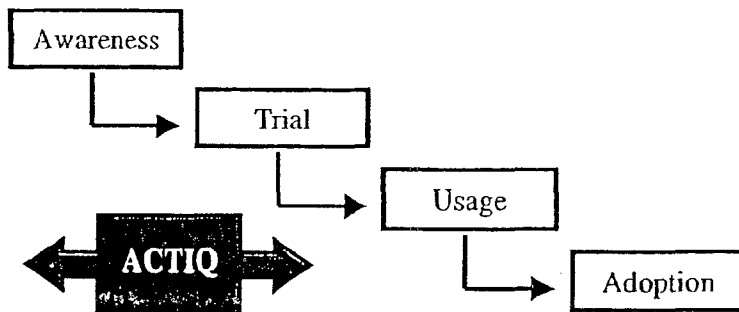 Awareness
Trial
Usage
ACTIQ
Adoption